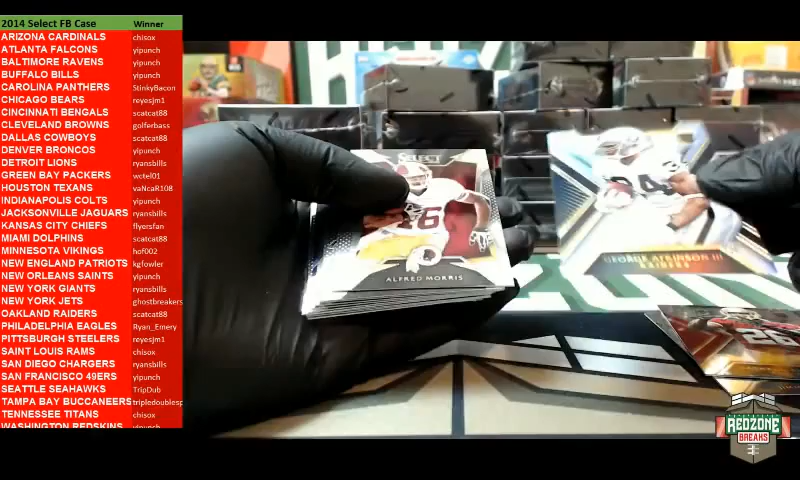 2014 Select FB Case Winner
ARIZONA CARDINALS chisox
ATLANTA FALCONS yipunch
BALTIMORE RAVENS yipunch
BUFFALO BILLS yipunch
CAROLINA PANTHERS StinkyBacon
CHICAGO BEARS reyesjm1
CINCINNATI BENGALS scatcat88
CLEVELAND BROWNS golferbass
DALLAS COWBOYS scatcat88
DENVER BRONCOS yipunch
DETROIT LIONS ryansbills
GREEN BAY PACKERS wctel01
HOUSTON TEXANS vaNcaR108
INDIANAPOLIS COLTS yipunch
JACKSONVILLE JAGUARS ryansbills
KANSAS CITY CHIEFS flyersfan
MIAMI DOLPHINS scatcat88
MINNESOTA VIKINGS hof002
NEW ENGLAND PATRIOTS kgfowler
NEW ORLEANS SAINTS yipunch
NEW YORK GIANTS ryansbills
NEW YORK JETS ghostbreakers
OAKLAND RAIDERS scatcat88
PHILADELPHIA EAGLES Ryan_Emery
PITTSBURGH STEELERS reyesjm1
SAINT LOUIS RAMS chisox
SAN DIEGO CHARGERS ryansbills
SAN FRANCISCO 49ERS yipunch
SEATTLE SEAHAWKS TripDub
TAMPA BAY BUCCANEERS tripledoublesp
TENNESSEE TITANS chisox
WASHINGTON REDSKINS yipunch
SELECT
ALFRED MORRIS
GEORGE ATKINSON III
RAIDERS
26
REDZONE
BREAKS